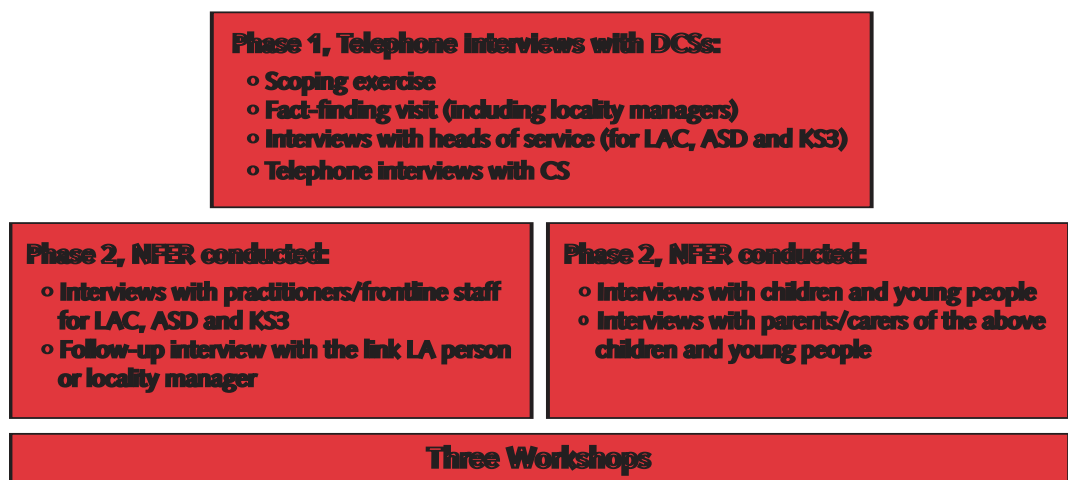 Phase 1, Telephone Interviews with DCSs:
o Scoping exercise
o Fact-finding visit (including locality managers)
o Interviews with heads of service (for LAC, ASD and KS3)
o Telephone interviews with CS
Phase 2, NFER conducted:
o Interviews with practitioners/frontline staff
for LAC, ASD and KS3
o Follow-up interview with the link LA person
or locality manager
Phase 2, NFER conducted:
o Interviews with children and young people
o Interviews with parents/carers of the above
children and young people
Three Workshops